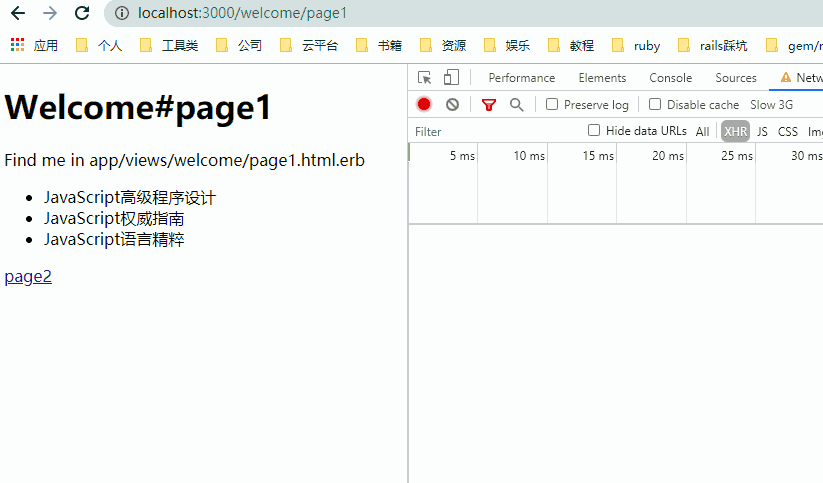 localhost:3000/welcome/page1
应用 个人 工具类 公司 云平台 书籍 资源 娱乐 教程 ruby rails踩坑
Performance Elements Console Sources
Preserve log Disable cache Slow 3G
Filter Hide data URLs All XHR JS CSS
5 ms 10 ms 15 ms 20 ms 25 ms 30 ms
Welcome#page1
Find me in app/views/welcome/page1.html.erb
JavaScript高级程序设计
JavaScript权威指南
JavaScript语言精粹
page2